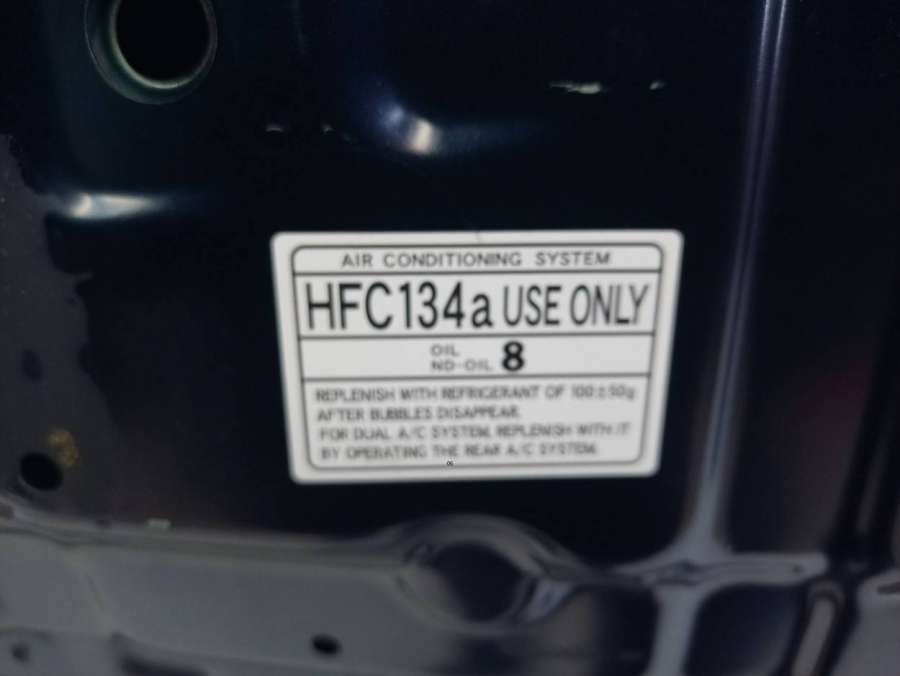 AIR CONDITIONING SYSTEM
HFC134a USE ONLY
OIL
ND-OIL 8
REPLENISH WITH REFRIGERANT OF 100±50g
AFTER BUBBLES DISAPPEAR.
FOR DUAL A/C SYSTEM, REPLENISH WITH IT
BY OPERATING THE REAR A/C SYSTEM.